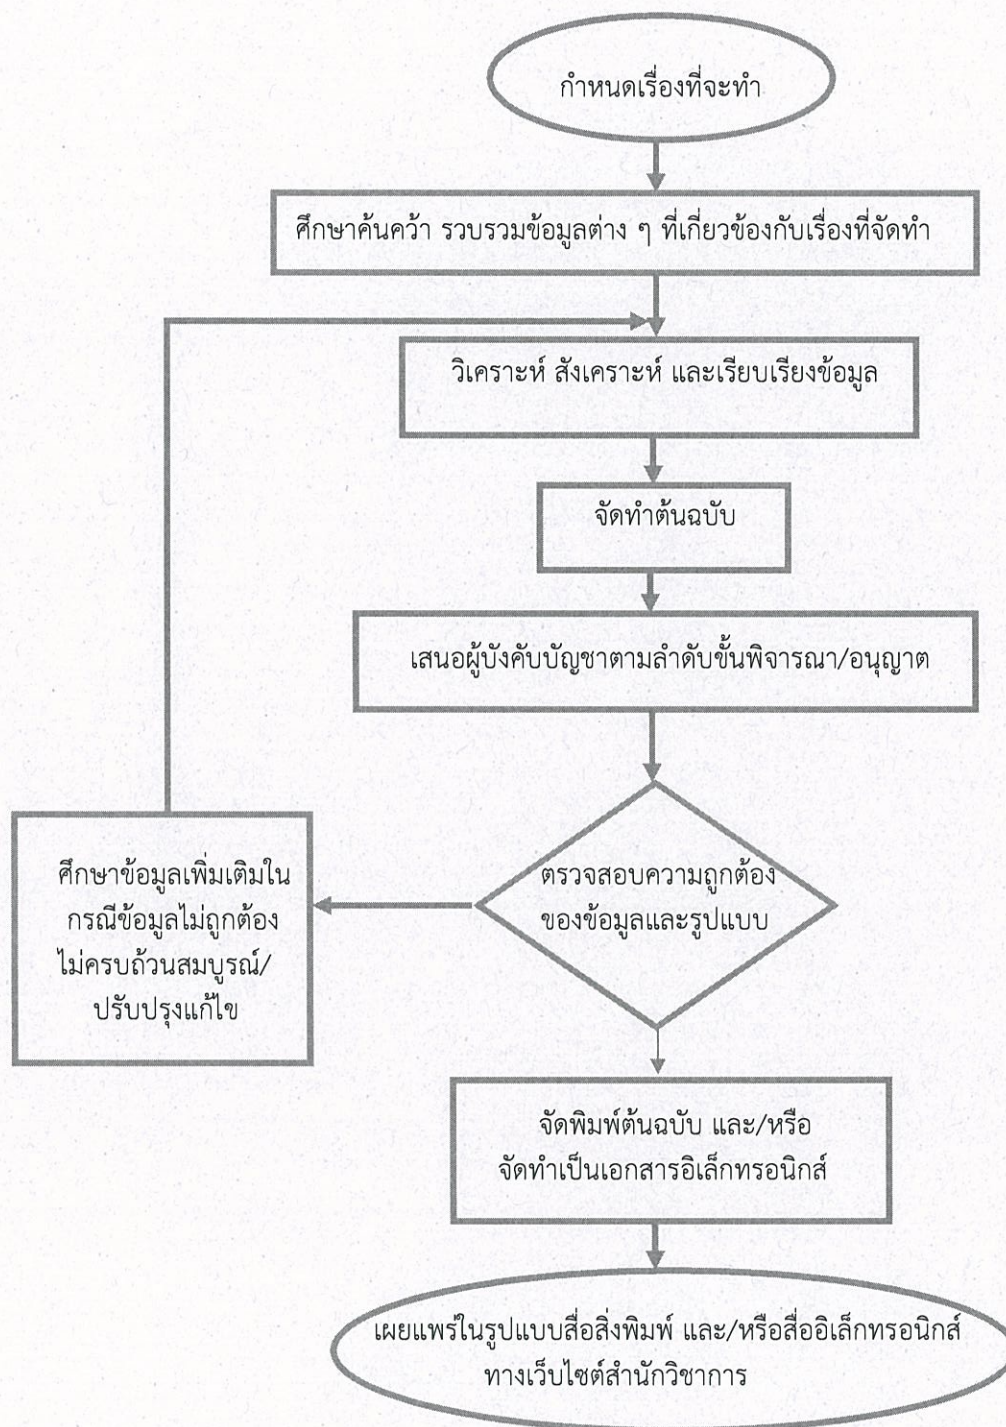 กำหนดเรื่องที่จะทำ
ศึกษาค้นคว้า รวบรวมข้อมูลต่าง ๆ ที่เกี่ยวข้องกับเรื่องที่จัดทำ
วิเคราะห์ สังเคราะห์ และเรียบเรียงข้อมูล
จัดทำต้นฉบับ
เสนอผู้บังคับบัญชาตามลำดับขั้นพิจารณา/อนุญาต
ตรวจสอบความถูกต้อง
ของข้อมูลและรูปแบบ
ศึกษาข้อมูลเพิ่มเติมใน
กรณีข้อมูลไม่ถูกต้อง
ไม่ครบถ้วนสมบูรณ์/
ปรับปรุงแก้ไข
จัดพิมพ์ต้นฉบับ และ/หรือ
จัดทำเป็นเอกสารอิเล็กทรอนิกส์
เผยแพร่ในรูปแบบสื่อสิ่งพิมพ์ และ/หรือสื่ออิเล็กทรอนิกส์
ทางเว็บไซต์สำนักวิชาการ